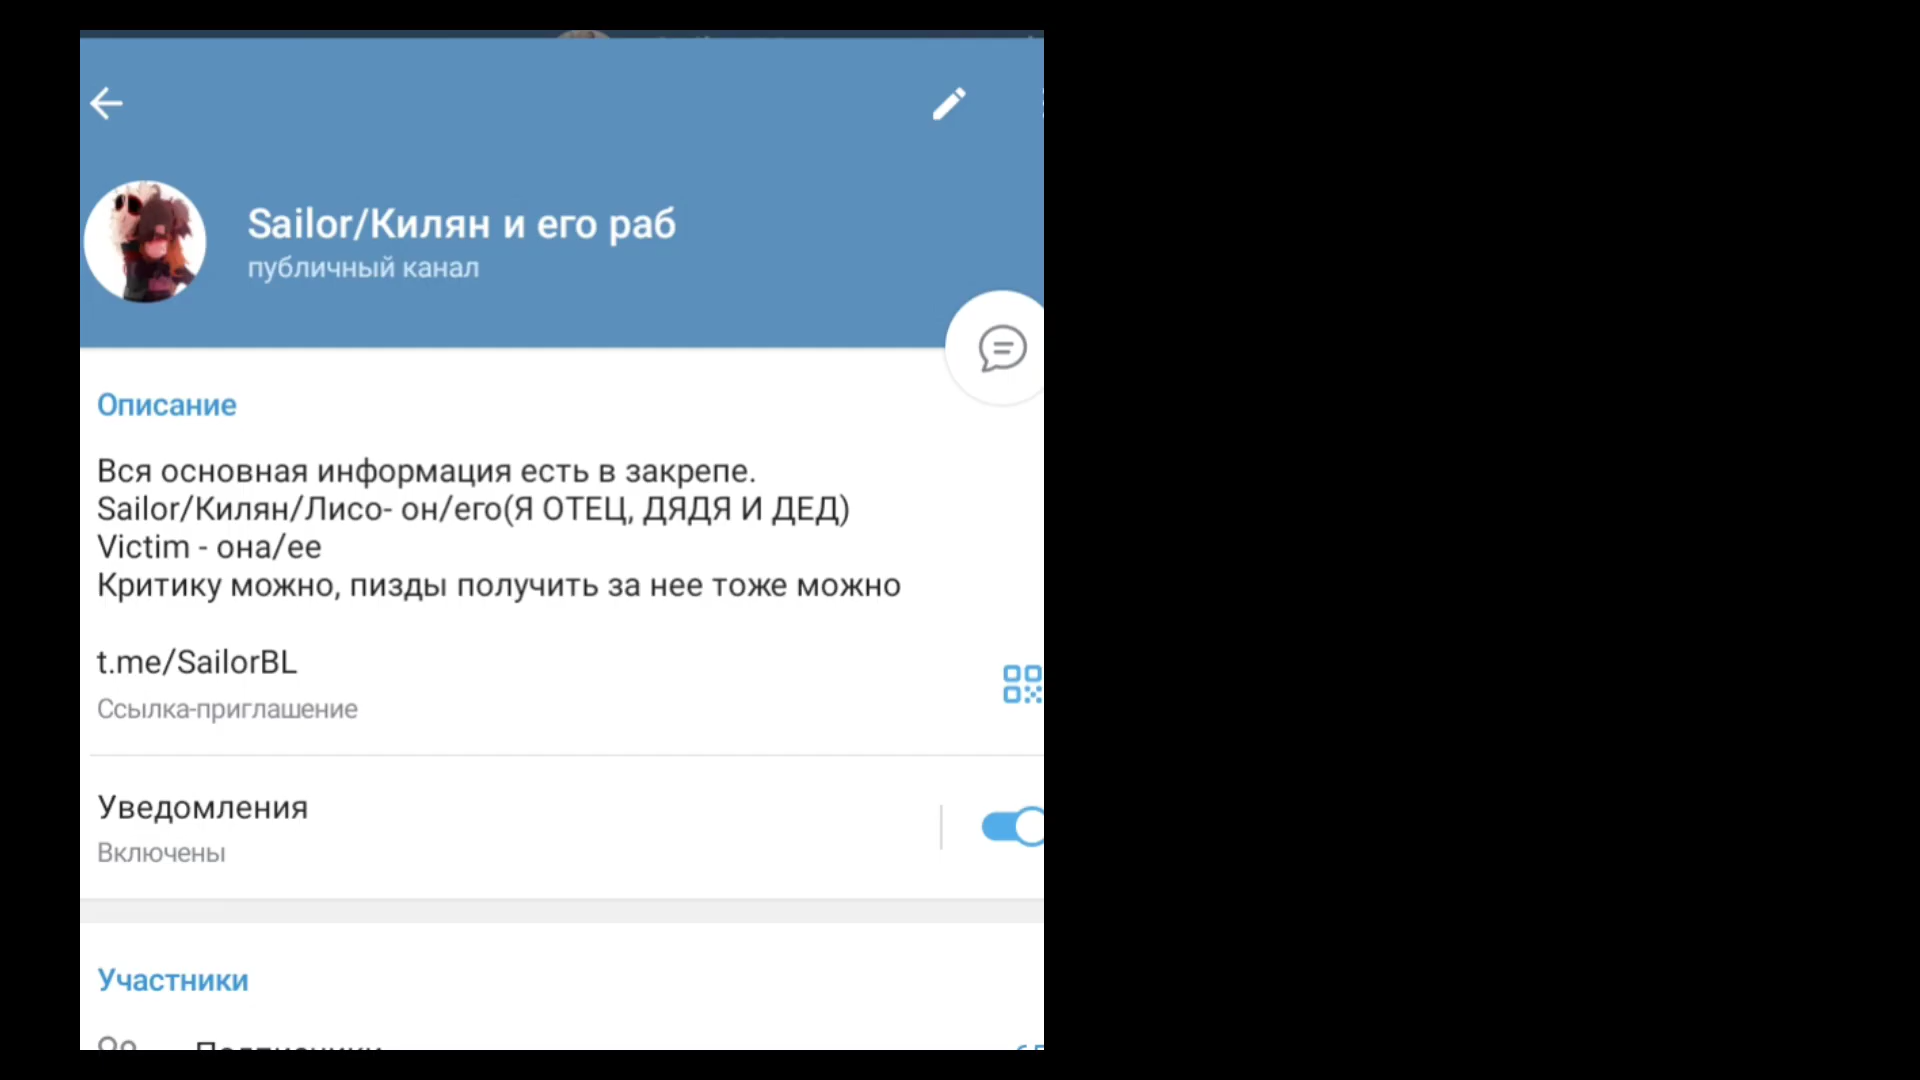 Sailor/Килян и его раб
публичный канал
Описание
Вся основная информация есть в закрепе.
Sailor/Килян/Лисо- он/его(Я ОТЕЦ, ДЯДЯ И ДЕД)
Victim - она/ее
Критику можно, пизды получить за нее тоже можно
t.me/SailorBL
Ссылка-приглашение
Уведомления
Включены
Участники
Подписчики